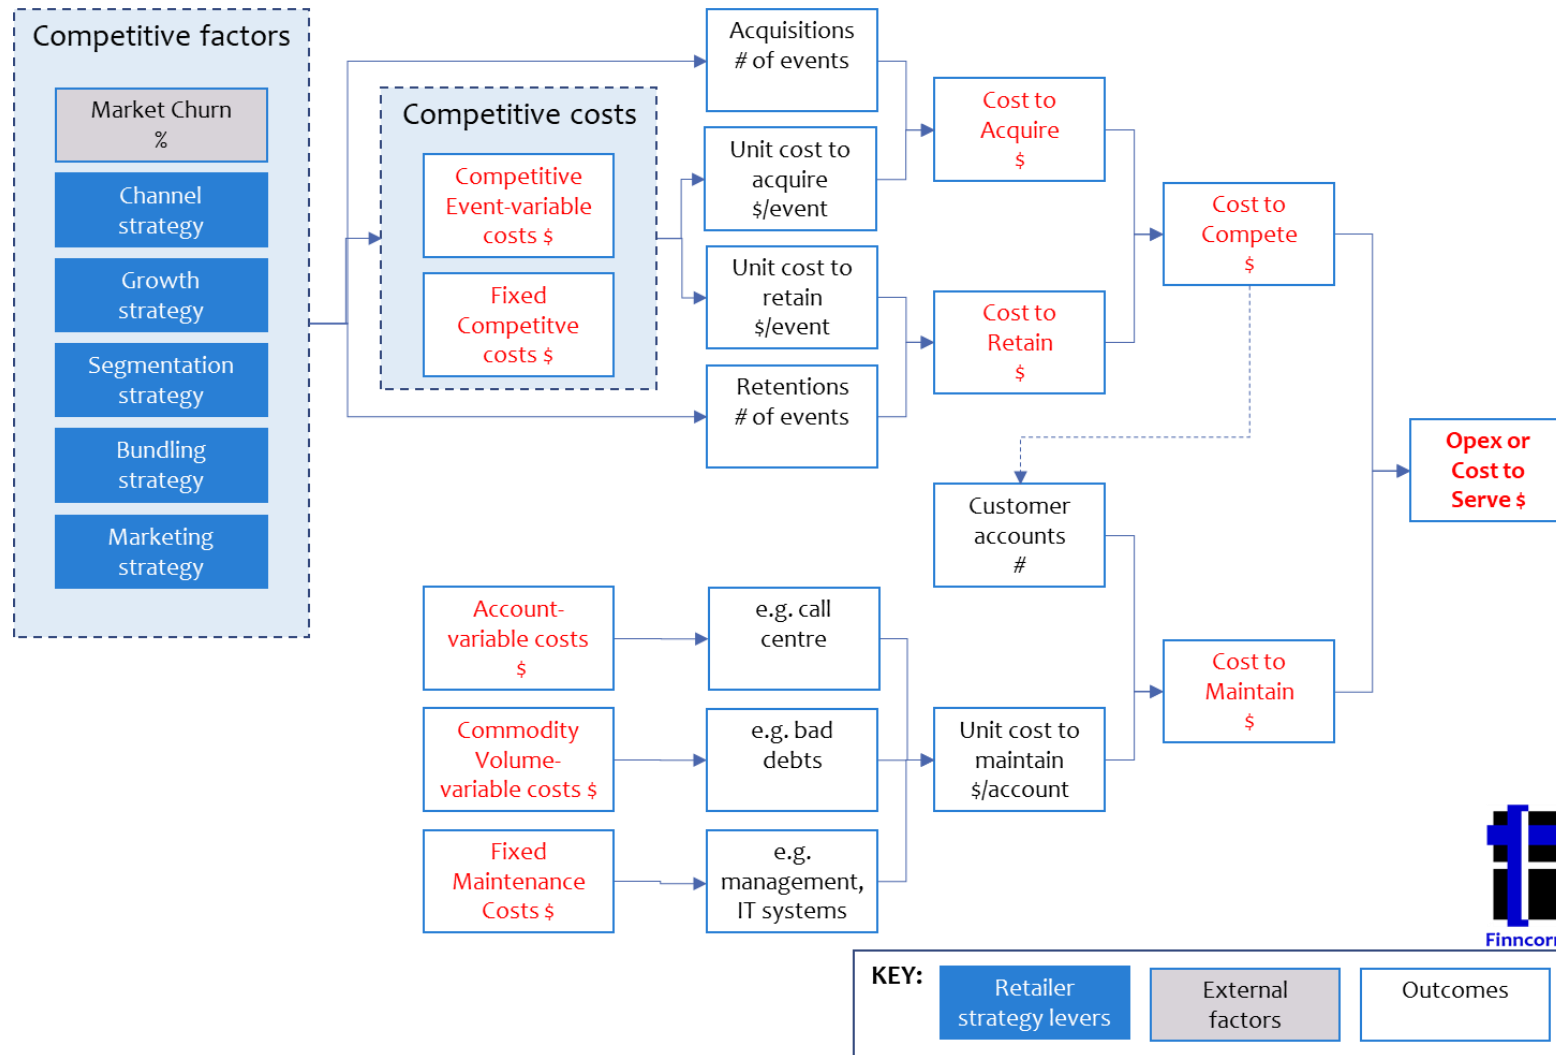 Competitive factors
Market Churn
%
Channel
strategy
Growth
strategy
Segmentation
strategy
Bundling
strategy
Marketing
strategy
Competitive costs
Competitive
Event-variable
costs $
Fixed
Competitve
costs $
Acquisitions
# of events
Unit cost to
acquire
$/event
Unit cost to
retain
$/event
Retentions
# of events
Cost to
Acquire
$
Cost to
Retain
$
Cost to
Compete
$
Customer
accounts
#
Opex or
Cost to
Serve $
Account-
variable costs
$
e.g. call
centre
Commodity
Volume-
variable costs $
e.g. bad
debts
Fixed
Maintenance
Costs $
e.g.
management,
IT systems
Unit cost to
maintain
$/account
Cost to
Maintain
$
Finncorn
KEY:
Retailer
strategy levers
External
factors
Outcomes